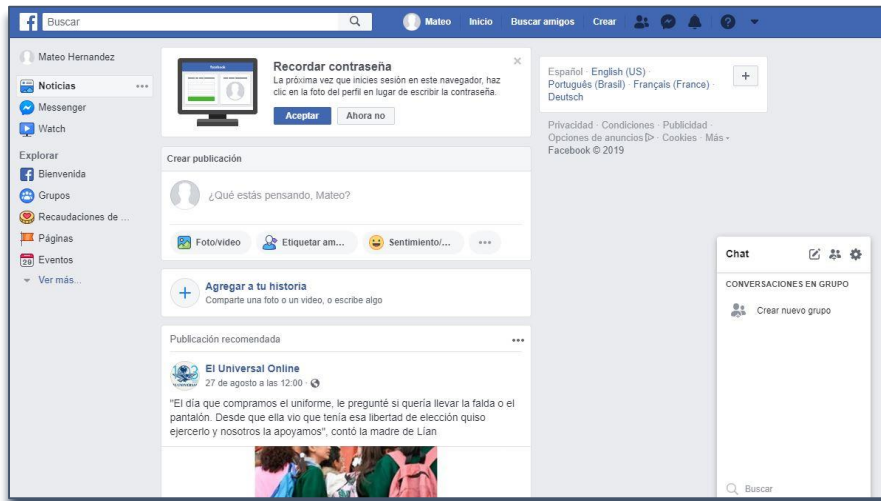 Buscar
Mateo
Inicio
Buscar amigos
Crear
Mateo Hernandez
Noticias
Messenger
Watch
Explorar
Bienvenida
Grupos
Recaudaciones de ...
Páginas
Eventos
Ver más...
Recordar contraseña
La próxima vez que inicies sesión en este navegador, haz
clic en la foto del perfil en lugar de escribir la contraseña.
Aceptar
Ahora no
Crear publicación
¿Qué estás pensando, Mateo?
Foto/video
Etiquetar am...
Sentimiento/...
Agregar a tu historia
Comparte una foto o un video, o escribe algo
Publicación recomendada
El Universal Online
27 de agosto a las 12:00 ·
"El día que compramos el uniforme, le pregunté si quería llevar la falda o el
pantalón. Desde que ella vio que tenía esa libertad de elección quiso
ejercerlo y nosotros la apoyamos", contó la madre de Lían
Español · English (US) ·
Português (Brasil) · Français (France) ·
Deutsch
Privacidad · Condiciones · Publicidad ·
Opciones de anuncios · Cookies · Más
Facebook © 2019
Chat
CONVERSACIONES EN GRUPO
Crear nuevo grupo
Buscar